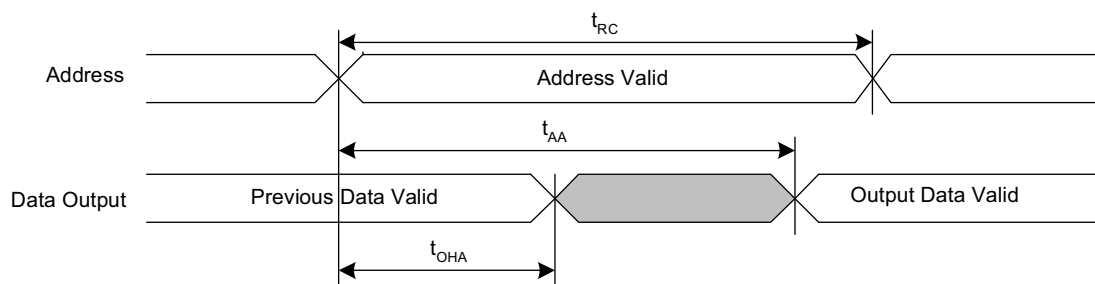 t_RC
Address
Address Valid
t_AA
Data Output
Previous Data Valid
Output Data Valid
t_OHA